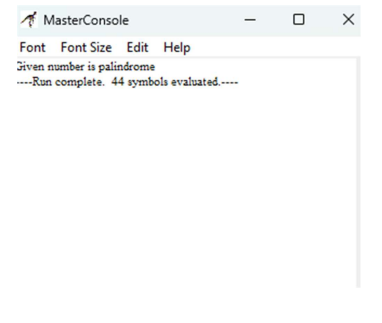 MasterConsole
Font Font Size Edit Help
Given number is palindrome
----Run complete. 44 symbols evaluated.----